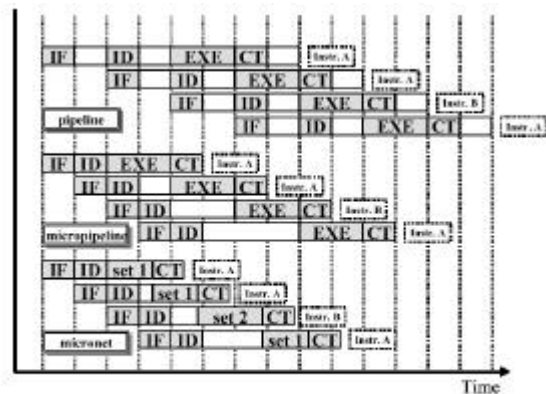 IF ID EXE CT Instr. A
IF ID EXE CT Instr. A
IF ID EXE CT Instr. B
pipeline IF ID EXE CT Instr. A
IF ID EXE CT Instr. A
IF ID EXE CT Instr. A
IF ID EXE CT Instr. B
micropipeline IF ID EXE CT Instr. A
IF ID set 1 CT Instr. A
IF ID set 1 CT Instr. A
IF ID set 2 CT Instr. B
micronet IF ID set 1 CT Instr. A
Time